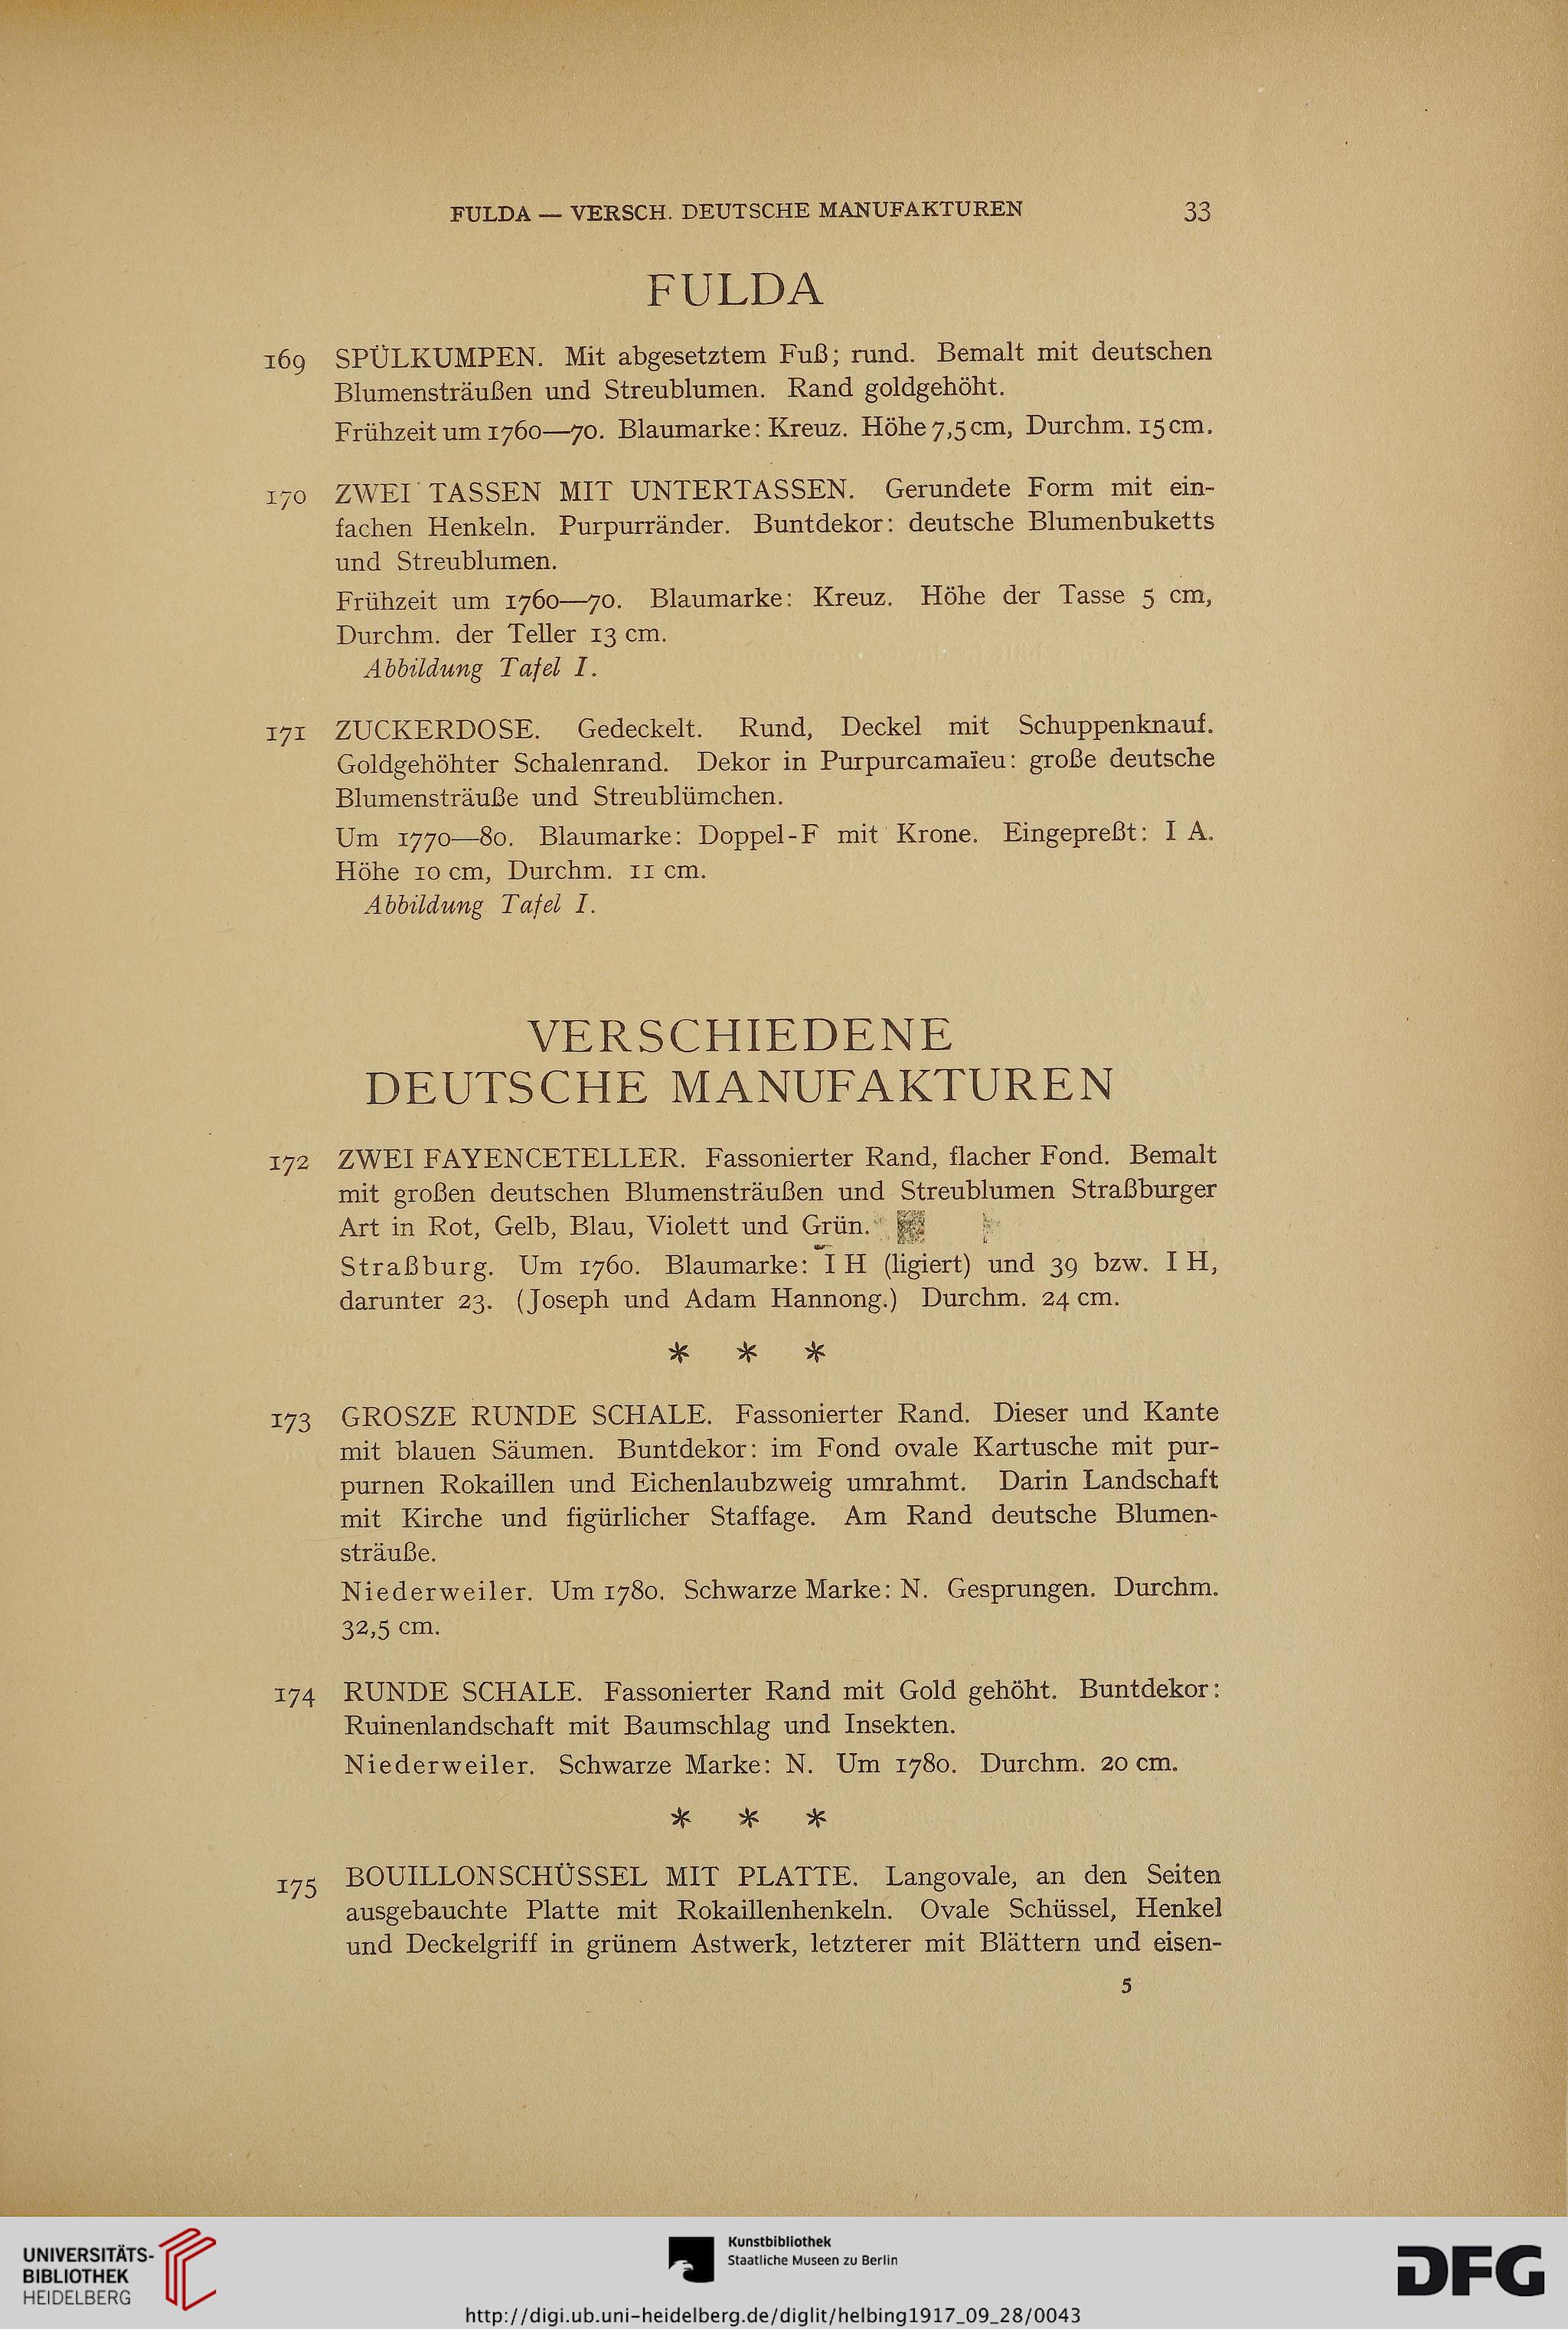 FULDA — VERSCH. DEUTSCHE MANUFAKTUREN 33
FULDA
169 SPÜLKUMPEN. Mit abgesetztem Fuß; rund. Bemalt mit deutschen
Blumensträußen und Streublumen. Rand goldgehöht.
Frühzeit um 1760—70. Blaumarke: Kreuz. Höhe 7,5 cm, Durchm. 15 cm.
170 ZWEI TASSEN MIT UNTERTASSEN. Gerundete Form mit ein-
fachen Henkeln. Purpurränder. Buntdekor: deutsche Blumenbuketts
und Streublumen.
Frühzeit um 1760—70. Blaumarke: Kreuz. Höhe der Tasse 5 cm,
Durchm. der Teller 13 cm.
Abbildung Tafel I.
171 ZUCKERDOSE. Gedeckelt. Rund, Deckel mit Schuppenknauf.
Goldgehöhter Schalenrand. Dekor in Purpurcamaïeu: große deutsche
Blumensträuße und Streublümchen.
Um 1770—80. Blaumarke: Doppel-F mit Krone. Eingepreßt: I A.
Höhe 10 cm, Durchm. 11 cm.
Abbildung Tafel I.
VERSCHIEDENE
DEUTSCHE MANUFAKTUREN
172 ZWEI FAYENCETELLER. Fassonierter Rand, flacher Fond. Bemalt
mit großen deutschen Blumensträußen und Streublumen Straßburger
Art in Rot, Gelb, Blau, Violett und Grün.
Straßburg. Um 1760. Blaumarke: I H (ligiert) und 39 bzw. I H,
darunter 23. (Joseph und Adam Hannong.) Durchm. 24 cm.
* * *
173 GROSZE RUNDE SCHALE. Fassonierter Rand. Dieser und Kante
mit blauen Säumen. Buntdekor: im Fond ovale Kartusche mit pur-
purnen Rokaillen und Eichenlaubzweig umrahmt. Darin Landschaft
mit Kirche und figürlicher Staffage. Am Rand deutsche Blumen-
sträuße.
Niederweiler. Um 1780. Schwarze Marke: N. Gesprungen. Durchm.
32,5 cm.
174 RUNDE SCHALE. Fassonierter Rand mit Gold gehöht. Buntdekor:
Ruinenlandschaft mit Baumschlag und Insekten.
Niederweiler. Schwarze Marke: N. Um 1780. Durchm. 20 cm.
* * *
175 BOUILLONSCHÜSSEL MIT PLATTE. Langovale, an den Seiten
ausgebauchte Platte mit Rokaillenhenkeln. Ovale Schüssel, Henkel
und Deckelgriff in grünem Astwerk, letzterer mit Blättern und eisen-
5
UNIVERSITÄTS-
BIBLIOTHEK
HEIDELBERG
Kunstbibliothek
Staatliche Museen zu Berlin
DFG
http://digi.ub.uni-heidelberg.de/diglit/helbing1917_09_28/0043